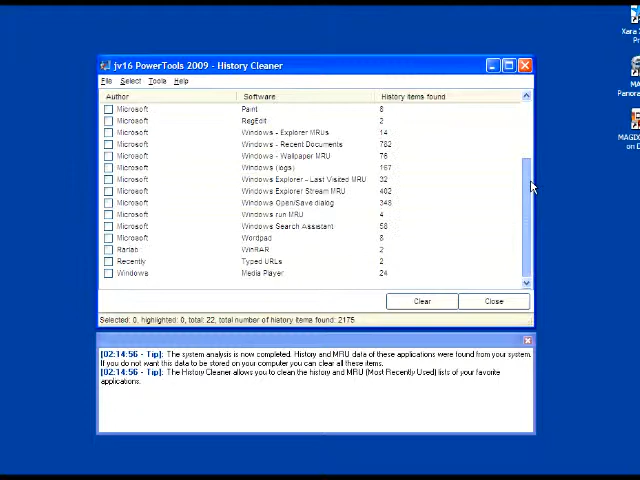 Xara X
Pr
MA
Panora
MAGIX
on D
jv16 PowerTools 2009 - History Cleaner
File Select Tools Help
Author Software History items found
Microsoft Paint 8
Microsoft RegEdit 2
Microsoft Windows - Explorer MRUs 14
Microsoft Windows - Recent Documents 782
Microsoft Windows - Wallpaper MRU 76
Microsoft Windows (logs) 167
Microsoft Windows Explorer - Last Visited MRU 32
Microsoft Windows Explorer Stream MRU 402
Microsoft Windows Open/Save dialog 348
Microsoft Windows run MRU 4
Microsoft Windows Search Assistant 58
Microsoft Wordpad 8
Rarlab WinRAR 2
Recently Typed URLs 2
Windows Media Player 24
Clear Close
Selected: 0, highlighted: 0, total: 22, total number of history items found: 2175
[02:14:56 - Tip]: The system analysis is now completed. History and MRU data of these applications were found from your system.
If you do not want this data to be stored on your computer you can clear all these items.
[02:14:56 - Tip]: The History Cleaner allows you to clean the history and MRU (Most Recently Used) lists of your favorite
applications.